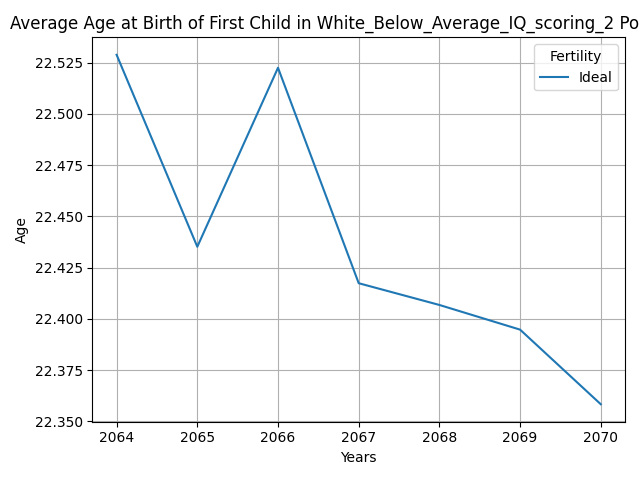 Average Age at Birth of First Child in White_Below_Average_IQ_scoring_2 Po
Fertility
Ideal
22.525
22.500
22.475
22.450
22.425
22.400
22.375
22.350
Age
2064 2065 2066 2067 2068 2069 2070
Years